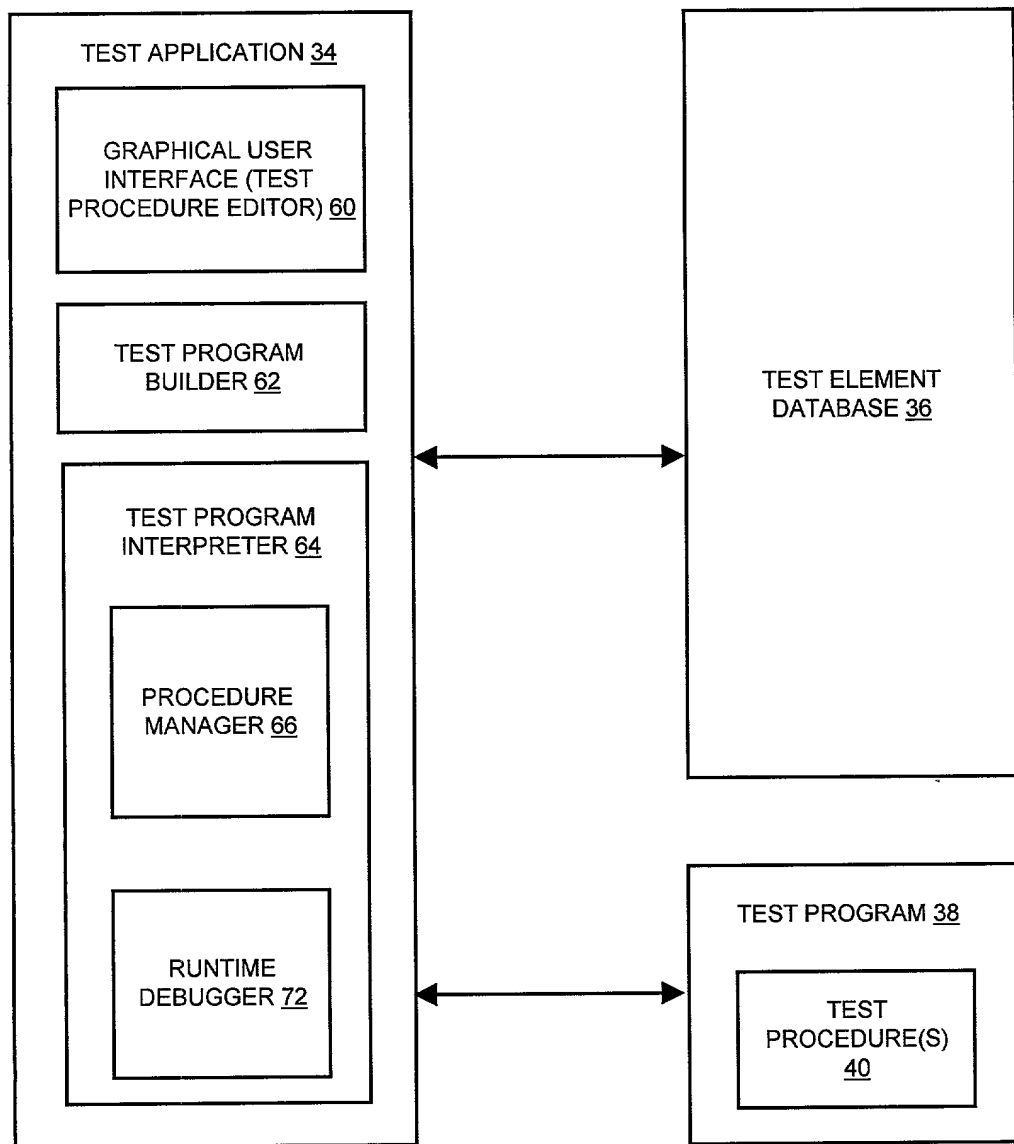 TEST APPLICATION 34
GRAPHICAL USER
INTERFACE (TEST
PROCEDURE EDITOR) 60
TEST PROGRAM
BUILDER 62
TEST PROGRAM
INTERPRETER 64
PROCEDURE
MANAGER 66
RUNTIME
DEBUGGER 72
TEST ELEMENT
DATABASE 36
TEST PROGRAM 38
TEST
PROCEDURE(S)
40